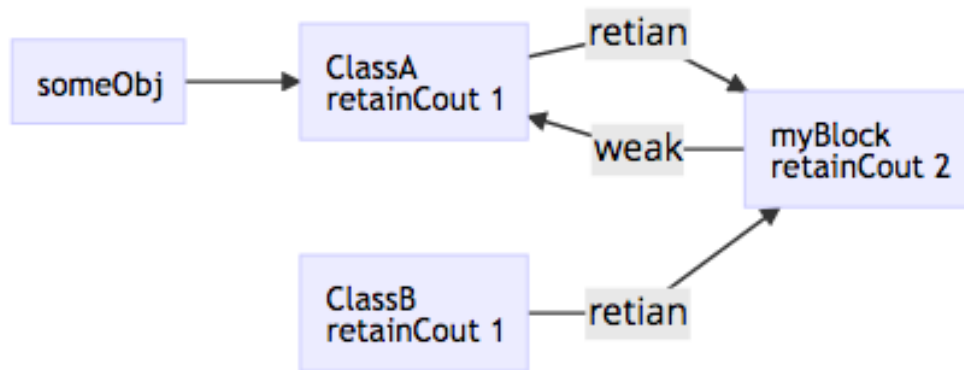 someObj
ClassA
retainCout 1
retian
weak
myBlock
retainCout 2
ClassB
retainCout 1
retian